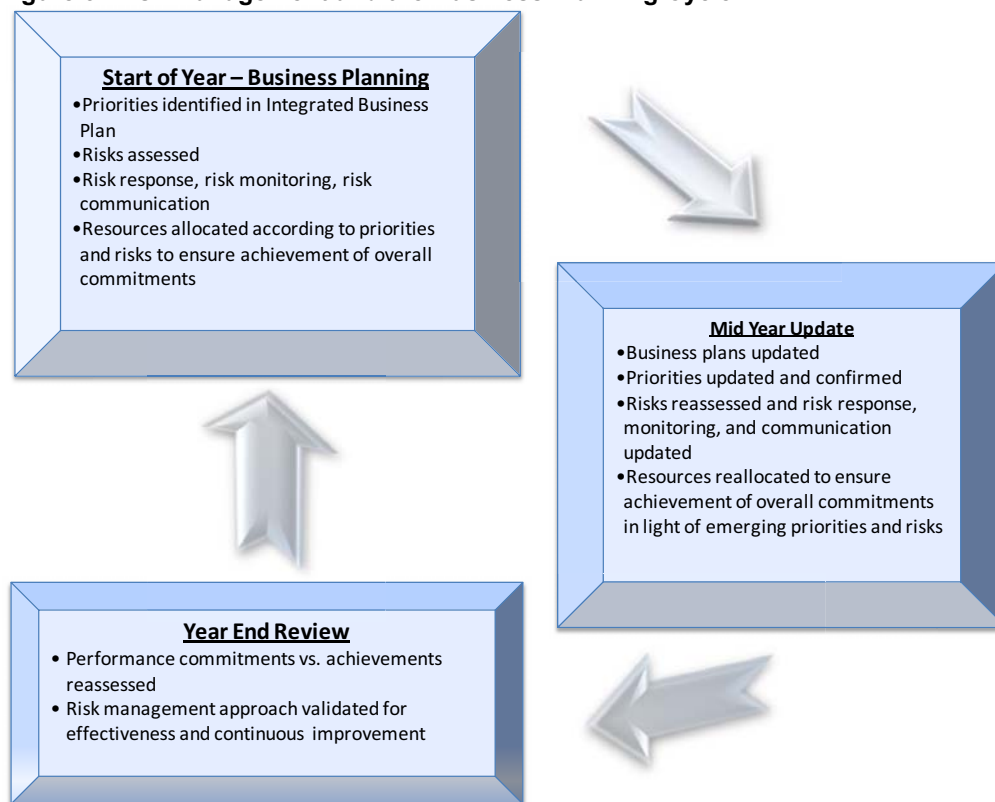 Start of Year – Business Planning
•Priorities identified in Integrated Business
Plan
•Risks assessed
•Risk response, risk monitoring, risk
communication
•Resources allocated according to priorities
and risks to ensure achievement of overall
commitments
Mid Year Update
•Business plans updated
•Priorities updated and confirmed
•Risks reassessed and risk response,
monitoring, and communication
updated
•Resources reallocated to ensure
achievement of overall commitments
in light of emerging priorities and risks
Year End Review
• Performance commitments vs. achievements
reassessed
• Risk management approach validated for
effectiveness and continuous improvement